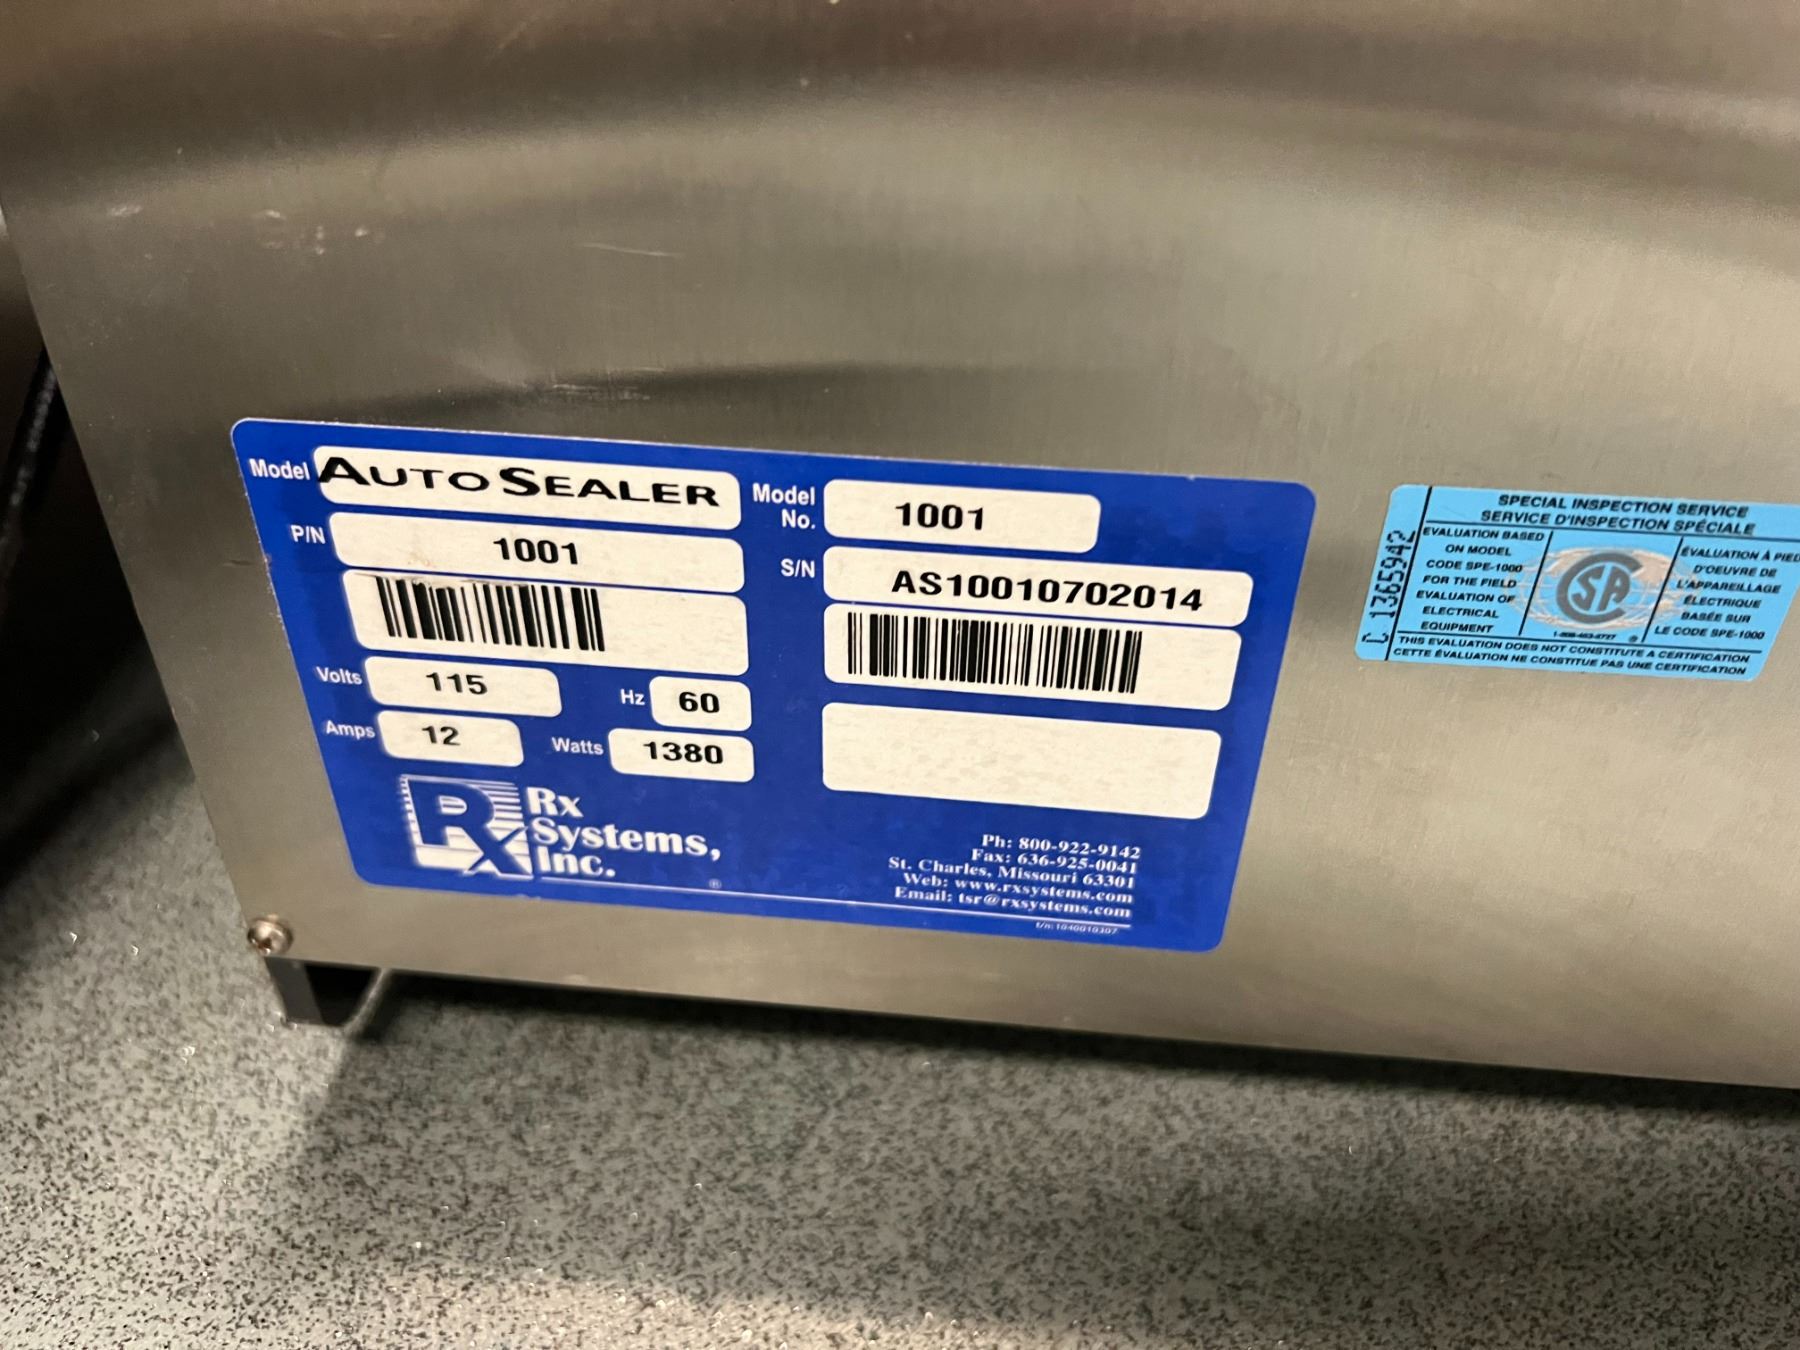 Model AUTO SEALER
Model No. 1001
P/N 1001
S/N AS10010702014
Volts 115
Hz 60
Amps 12
Watts 1380
Rx
Rx
Systems,
Inc.
®
Ph: 800-922-9142
Fax: 636-925-0041
St. Charles, Missouri 63301
Web: www.rxsystems.com
Email: tsr@rxsystems.com
SPECIAL INSPECTION SERVICE
SERVICE D'INSPECTION SPÉCIALE
1365942
EVALUATION BASED
ON MODEL
CODE SPE-1000
FOR THE FIELD
EVALUATION OF
ELECTRICAL
EQUIPMENT
CSA
®
ÉVALUATION À PIED
D'OEUVRE DE
L'APPAREILLAGE
ÉLECTRIQUE
BASÉE SUR
LE CODE SPE-1000
THIS EVALUATION DOES NOT CONSTITUTE A CERTIFICATION
CETTE ÉVALUATION NE CONSTITUE PAS UNE CERTIFICATION